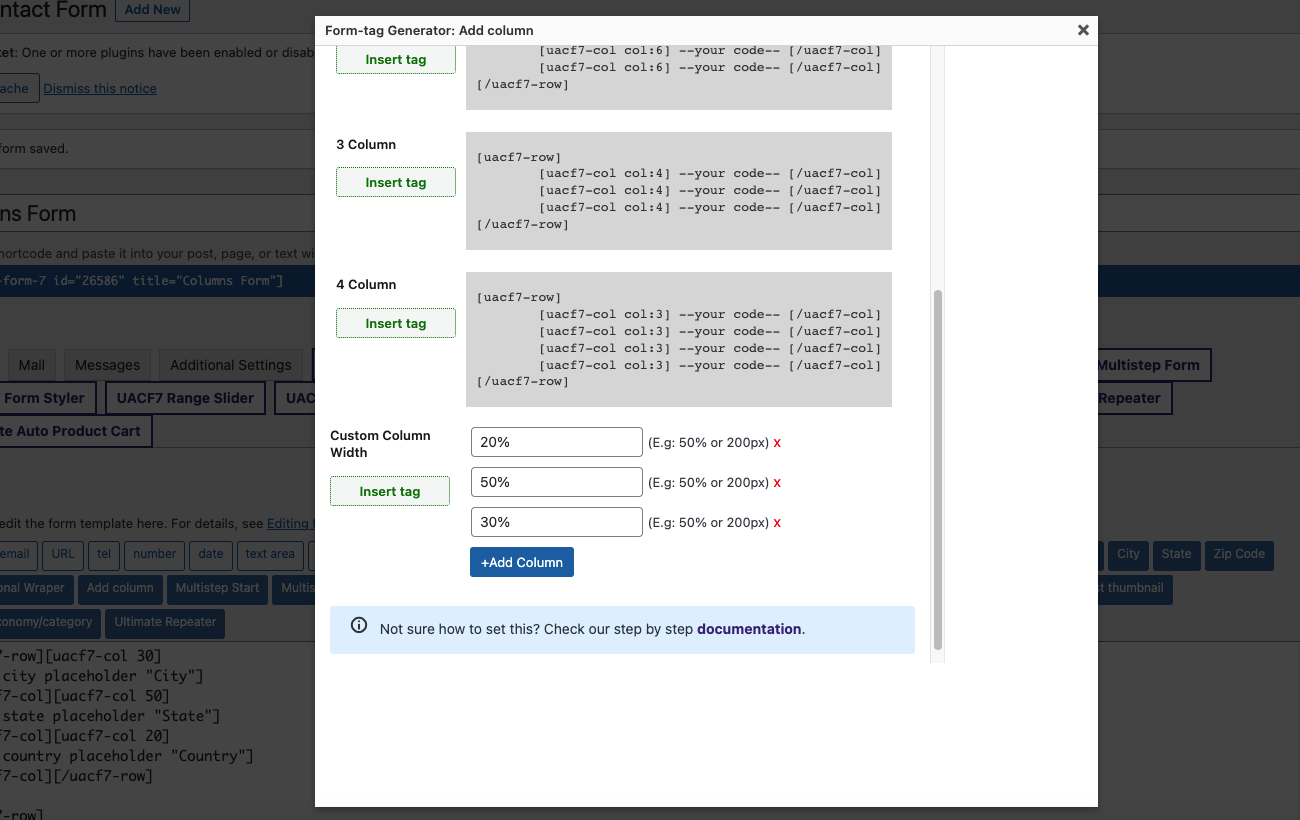 ntact Form Add New
Form-tag Generator: Add column
ket: One or more plugins have been enabled or disab
ache Dismiss this notice
form saved.
ns Form
hortcode and paste it into your post, page, or text wi
-form-7 id="26586" title="Columns Form"]
Mail Messages Additional Settings
Multistep Form
Form Styler UACF7 Range Slider UAC
Repeater
te Auto Product Cart
edit the form template here. For details, see Editing
email URL tel number date text area
City State Zip Code
onal Wraper Add column Multistep Start Multis
st thumbnail
konomy/category Ultimate Repeater
7-row][uacf7-col 30]
city placeholder "City"]
f7-col][uacf7-col 50]
state placeholder "State"]
f7-col][uacf7-col 20]
country placeholder "Country"]
f7-col][/uacf7-row]
7-row]
Insert tag
[uacf7-col col:6] --your code-- [/uacf7-col]
[uacf7-col col:6] --your code-- [/uacf7-col]
[/uacf7-row]
3 Column
Insert tag
[uacf7-row]
[uacf7-col col:4] --your code-- [/uacf7-col]
[uacf7-col col:4] --your code-- [/uacf7-col]
[uacf7-col col:4] --your code-- [/uacf7-col]
[/uacf7-row]
4 Column
Insert tag
[uacf7-row]
[uacf7-col col:3] --your code-- [/uacf7-col]
[uacf7-col col:3] --your code-- [/uacf7-col]
[uacf7-col col:3] --your code-- [/uacf7-col]
[uacf7-col col:3] --your code-- [/uacf7-col]
[/uacf7-row]
Custom Column
Width
Insert tag
20% (E.g: 50% or 200px) x
50% (E.g: 50% or 200px) x
30% (E.g: 50% or 200px) x
+Add Column
Not sure how to set this? Check our step by step documentation.